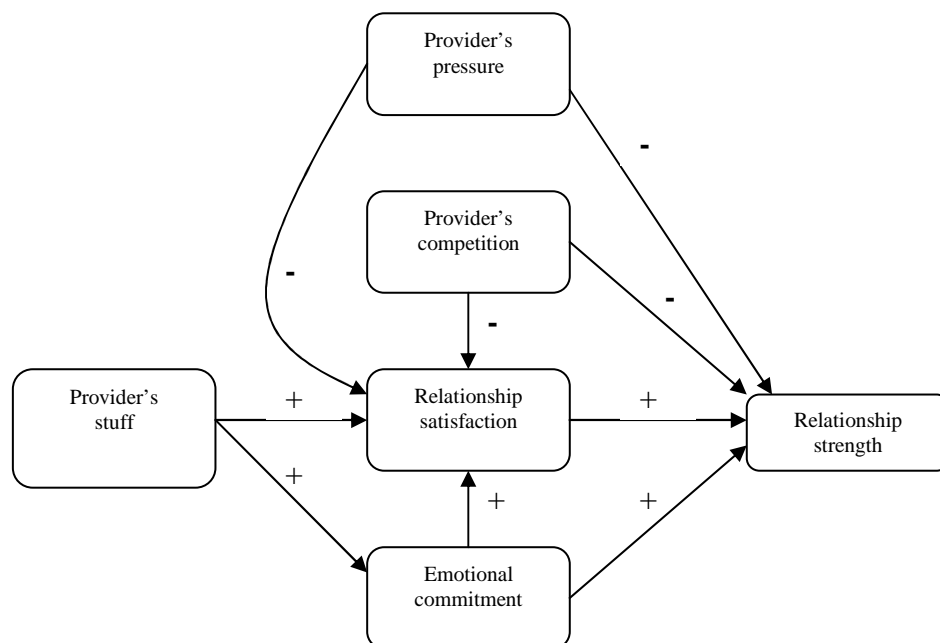 Provider’s
pressure
-
Provider’s
competition
-
-
-
Provider’s
stuff
+
Relationship
satisfaction
+
Relationship
strength
+
+
+
Emotional
commitment